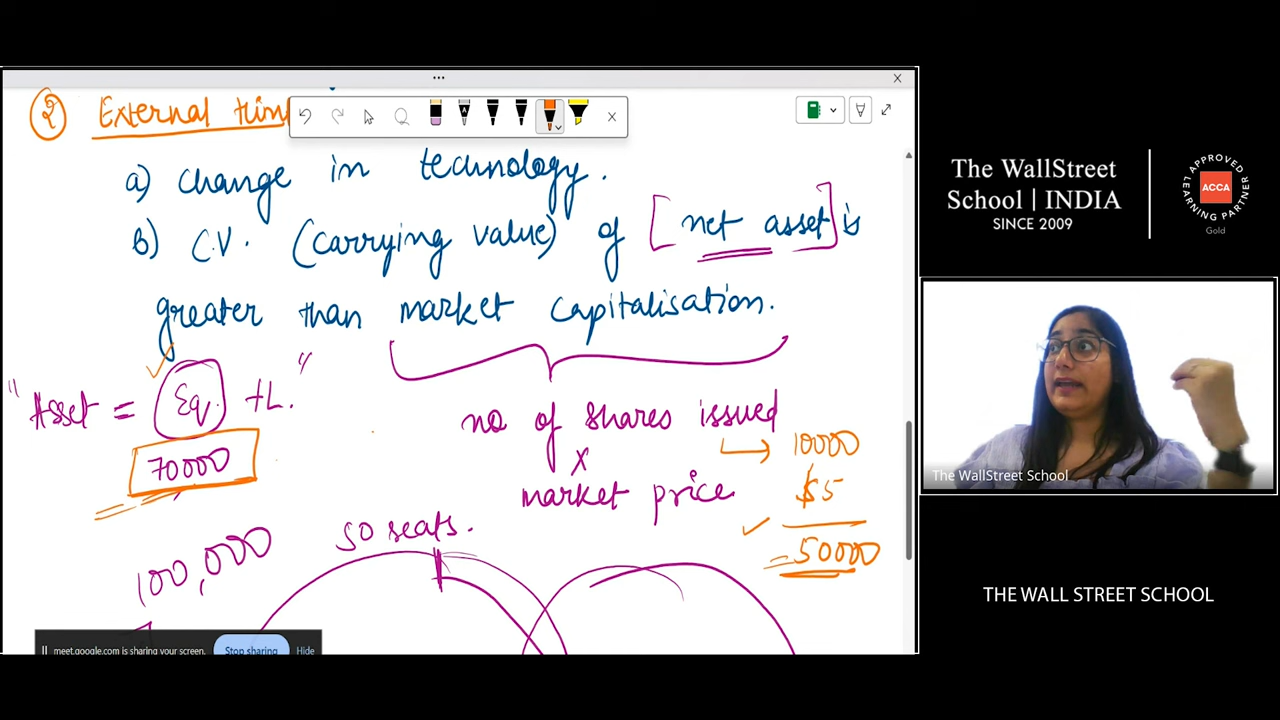 ② External
a) change in technology.
b) C.V. (carrying value) of [net asset] is
greater than market capitalisation.
"Asset = Eq. + L."
70000
no of shares issued
x
market price
→ 10000
$5
= 50000
50 seats.
100,000
meet.google.com is sharing your screen.
Stop sharing
Hide
The WallStreet
School | INDIA
SINCE 2009
APPROVED
LEARNING PARTNER
ACCA
Gold
The WallStreet School
THE WALL STREET SCHOOL